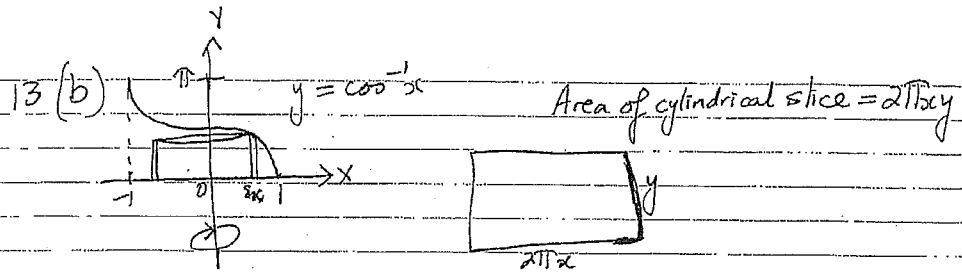 Y
13 (b) π y = cos⁻¹x Area of cylindrical slice = 2πxy
-1 0 δx 1 X y
2πx